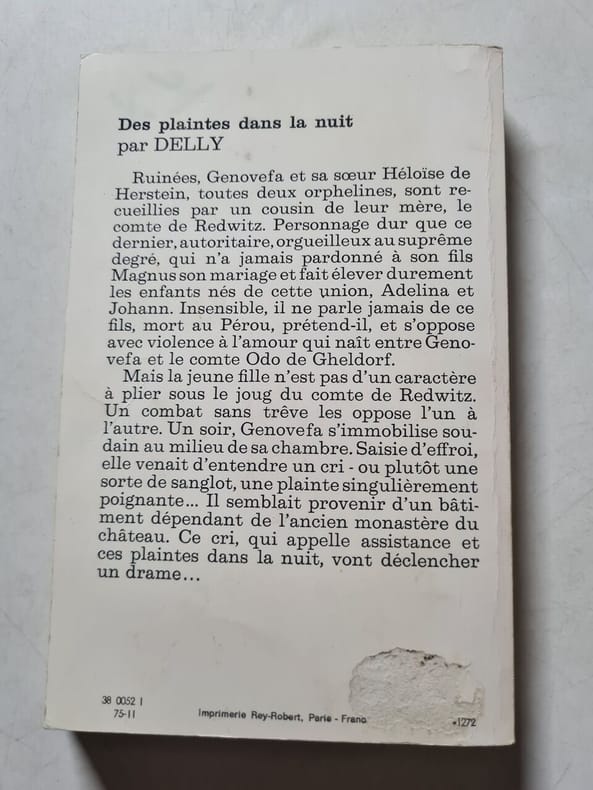 Des plaintes dans la nuit
par DELLY
Ruinées, Genovefa et sa sœur Héloïse de
Herstein, toutes deux orphelines, sont re-
cueillies par un cousin de leur mère, le
comte de Redwitz. Personnage dur que ce
dernier, autoritaire, orgueilleux au suprême
degré, qui n'a jamais pardonné à son fils
Magnus son mariage et fait élever durement
les enfants nés de cette union, Adelina et
Johann. Insensible, il ne parle jamais de ce
fils, mort au Pérou, prétend-il, et s'oppose
avec violence à l'amour qui naît entre Geno-
vefa et le comte Odo de Gheldorf.
Mais la jeune fille n'est pas d'un caractère
à plier sous le joug du comte de Redwitz.
Un combat sans trêve les oppose l'un à
l'autre. Un soir, Genovefa s'immobilise sou-
dain au milieu de sa chambre. Saisie d'effroi,
elle venait d'entendre un cri - ou plutôt une
sorte de sanglot, une plainte singulièrement
poignante... Il semblait provenir d'un bâti-
ment dépendant de l'ancien monastère du
château. Ce cri, qui appelle assistance et
ces plaintes dans la nuit, vont déclencher
un drame...
38 0052 1
75-11
Imprimerie Rey-Robert, Paris - Franc
1272